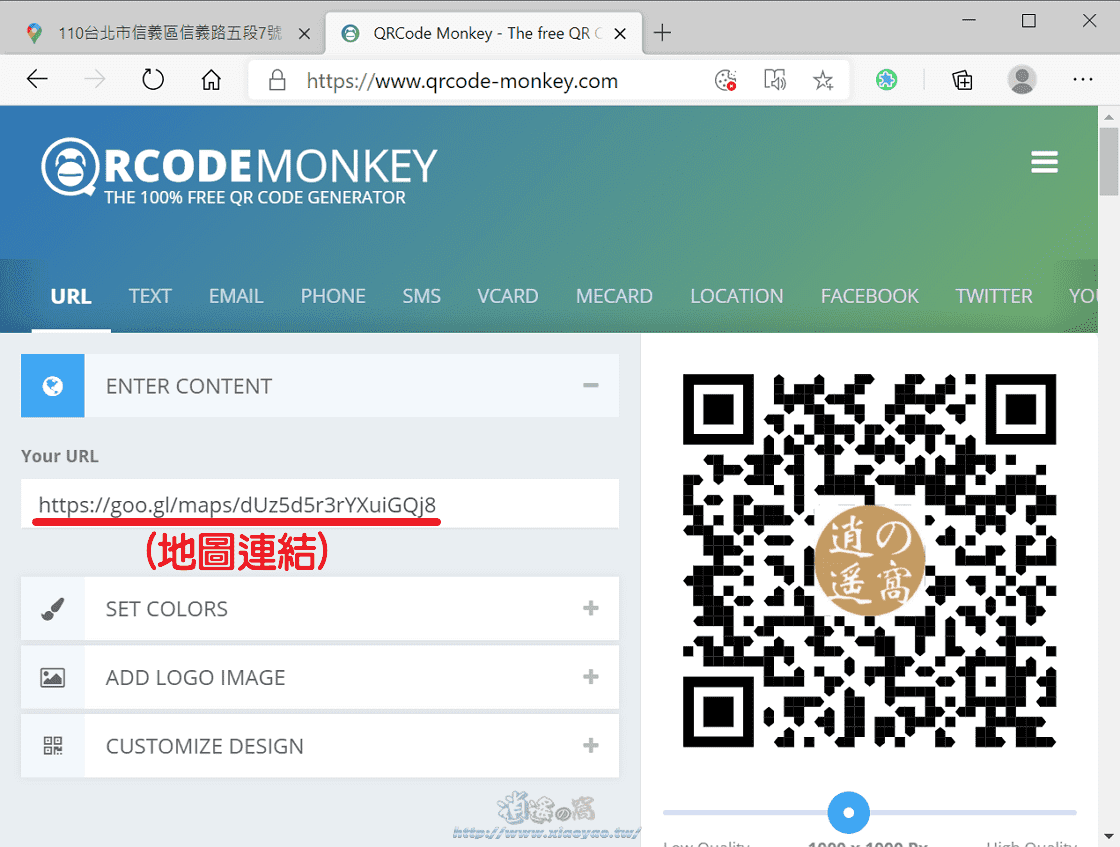 110台北市信義區信義路五段7號
QRCode Monkey - The free QR C
https://www.qrcode-monkey.com
QRCODEMONKEY
THE 100% FREE QR CODE GENERATOR
URL TEXT EMAIL PHONE SMS VCARD MECARD LOCATION FACEBOOK TWITTER YOU
ENTER CONTENT
Your URL
https://goo.gl/maps/dUz5d5r3rYXuiGQj8
(地圖連結)
SET COLORS
ADD LOGO IMAGE
CUSTOMIZE DESIGN
逍の
遥窩
逍遙の窩
http://www.xiaoyao.tw/
Low Quality 1000 x 1000 Px High Quality